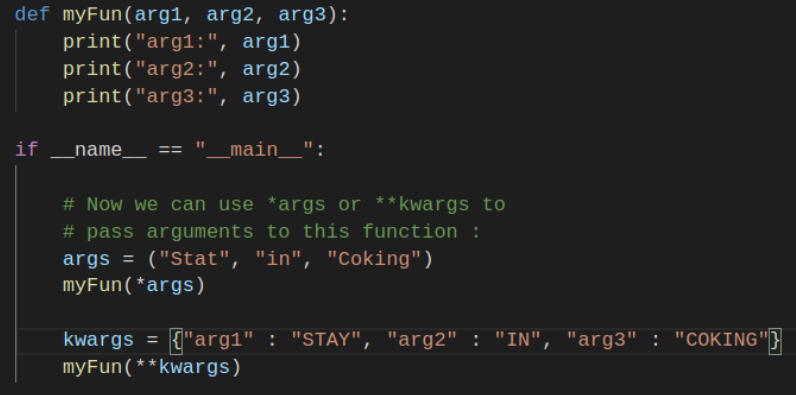 def myFun(arg1, arg2, arg3):
    print("arg1:", arg1)
    print("arg2:", arg2)
    print("arg3:", arg3)

if __name__ == "__main__":

    # Now we can use *args or **kwargs to
    # pass arguments to this function :
    args = ("Stat", "in", "Coking")
    myFun(*args)

    kwargs = {"arg1" : "STAY", "arg2" : "IN", "arg3" : "COKING"}
    myFun(**kwargs)